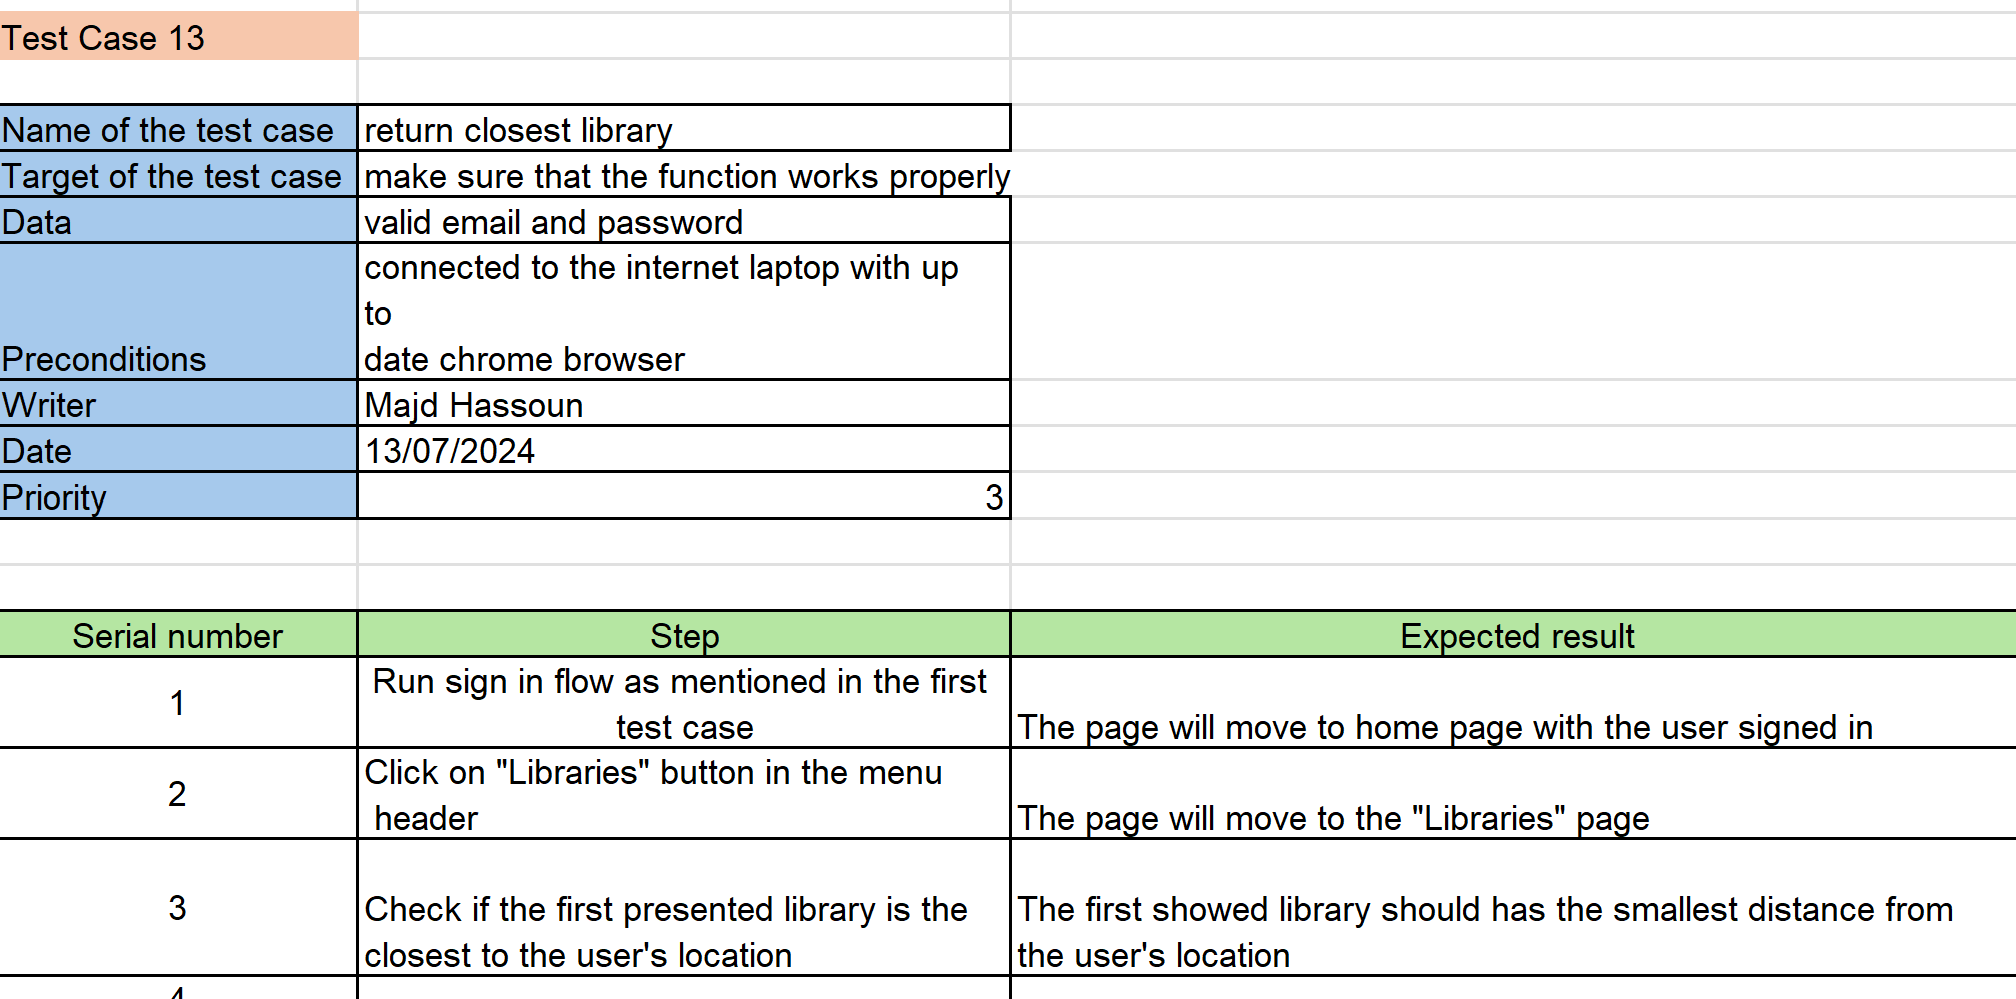 Test Case 13
Name of the test case return closest library
Target of the test case make sure that the function works properly
Data valid email and password
connected to the internet laptop with up
to
Preconditions date chrome browser
Writer Majd Hassoun
Date 13/07/2024
Priority 3
Serial number Step Expected result
1 Run sign in flow as mentioned in the first
test case The page will move to home page with the user signed in
2 Click on "Libraries" button in the menu
header The page will move to the "Libraries" page
3 Check if the first presented library is the
closest to the user's location The first showed library should has the smallest distance from
the user's location
4